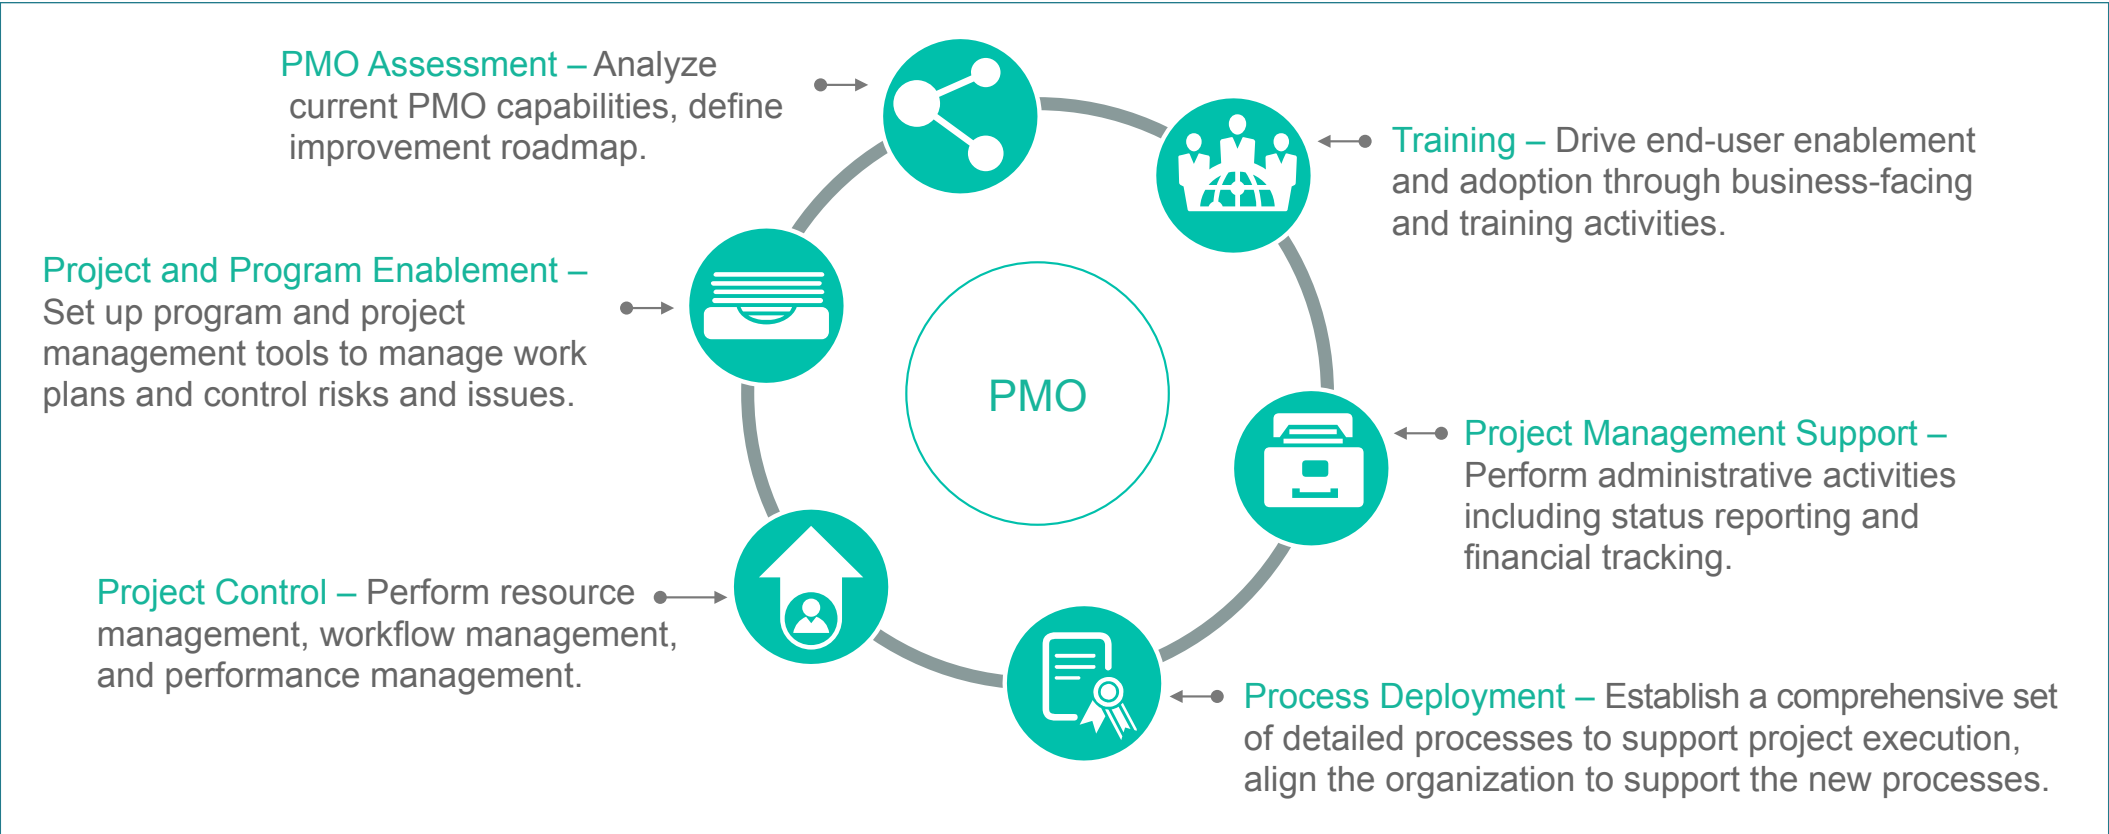 PMO Assessment – Analyze
current PMO capabilities, define
improvement roadmap.
Training – Drive end-user enablement
and adoption through business-facing
and training activities.
Project and Program Enablement –
Set up program and project
management tools to manage work
plans and control risks and issues.
PMO
Project Management Support –
Perform administrative activities
including status reporting and
financial tracking.
Project Control – Perform resource
management, workflow management,
and performance management.
Process Deployment – Establish a comprehensive set
of detailed processes to support project execution,
align the organization to support the new processes.